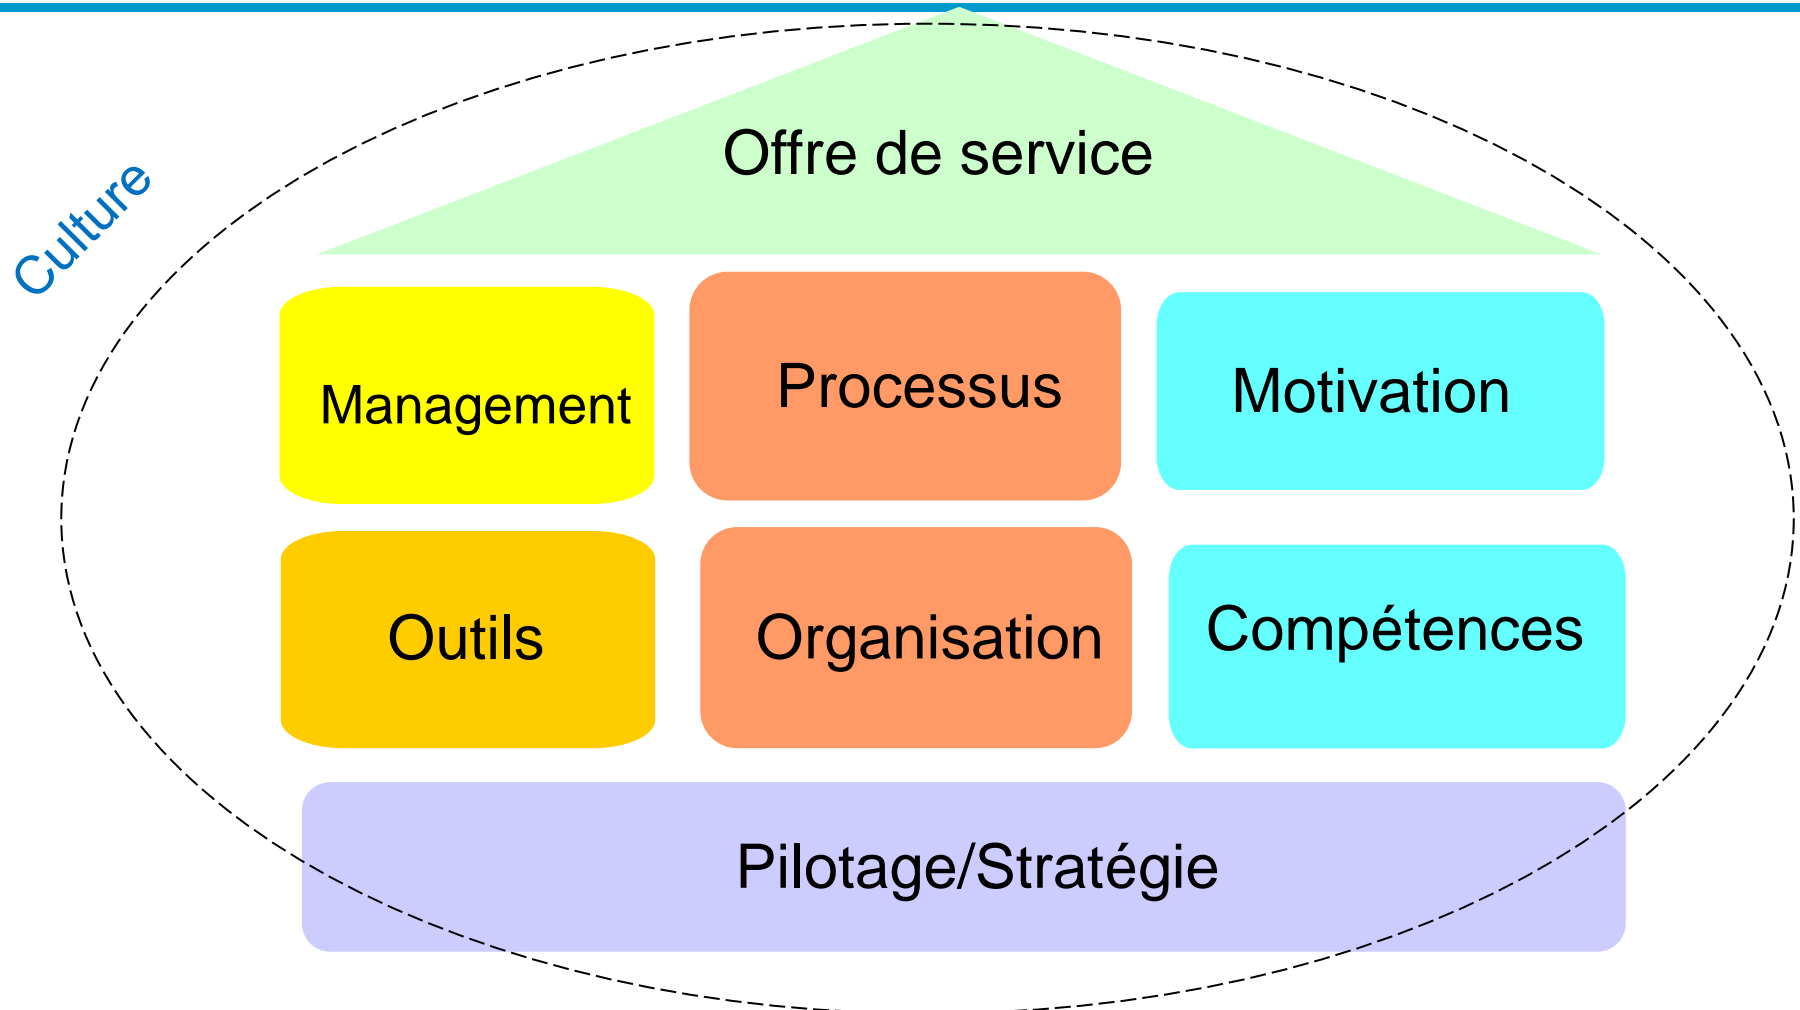 Offre de service
Culture
Management
Processus
Motivation
Outils
Organisation
Compétences
Pilotage/Stratégie